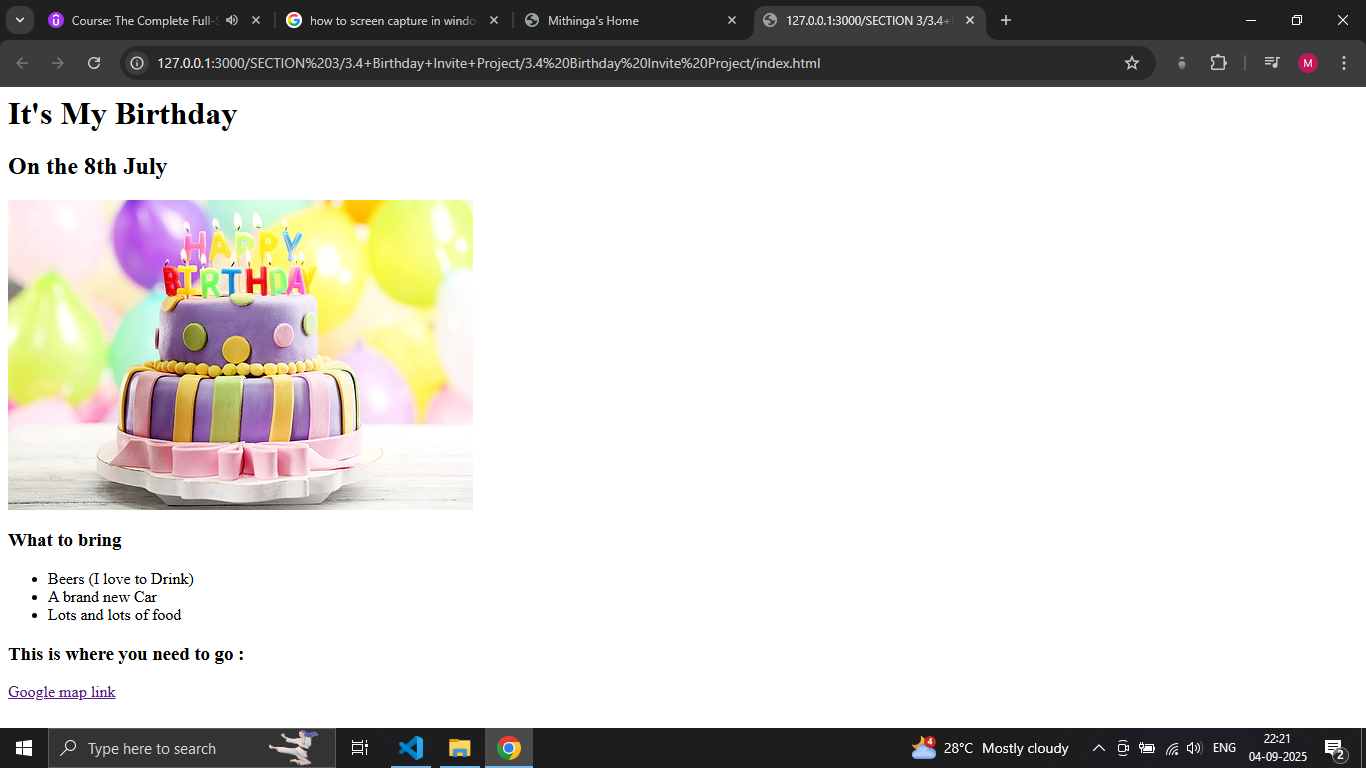 Course: The Complete Full-S
how to screen capture in windo
Mithinga's Home
127.0.0.1:3000/SECTION 3/3.4+
127.0.0.1:3000/SECTION%203/3.4+Birthday+Invite+Project/3.4%20Birthday%20Invite%20Project/index.html
M
It's My Birthday
On the 8th July
HAPPY
BIRTHDAY
What to bring
Beers (I love to Drink)
A brand new Car
Lots and lots of food
This is where you need to go :
Google map link
Type here to search
4
28°C Mostly cloudy
ENG
22:21
04-09-2025
2